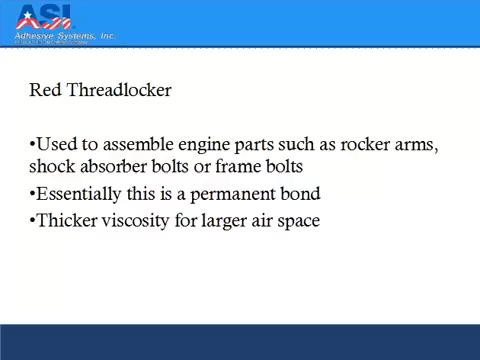 ASI
Adhesive Systems, Inc.
Red Threadlocker
•Used to assemble engine parts such as rocker arms,
shock absorber bolts or frame bolts
•Essentially this is a permanent bond
•Thicker viscosity for larger air space